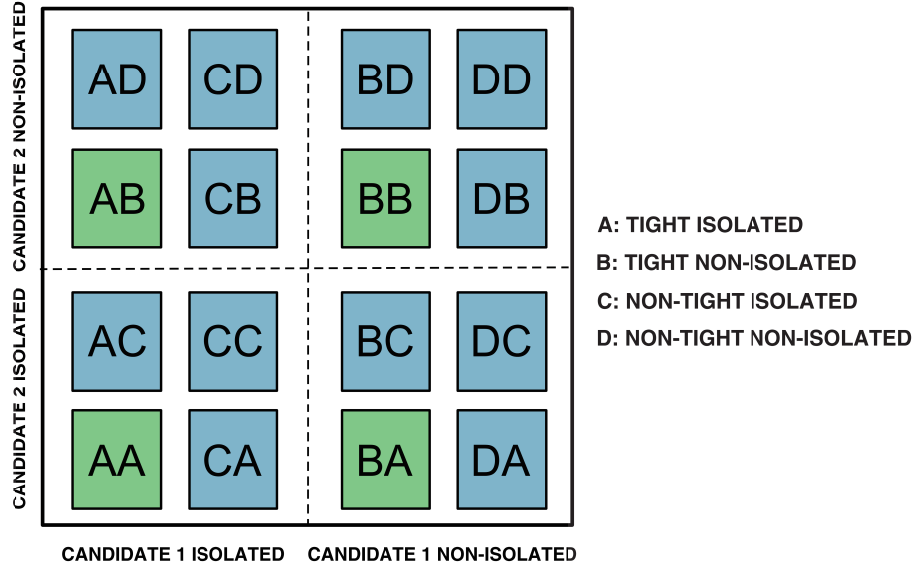 CANDIDATE 2 NON-ISOLATED
AD CD BD DD
AB CB BB DB
CANDIDATE 2 ISOLATED
AC CC BC DC
AA CA BA DA
CANDIDATE 1 ISOLATED CANDIDATE 1 NON-ISOLATED
A: TIGHT ISOLATED
B: TIGHT NON-ISOLATED
C: NON-TIGHT ISOLATED
D: NON-TIGHT NON-ISOLATED